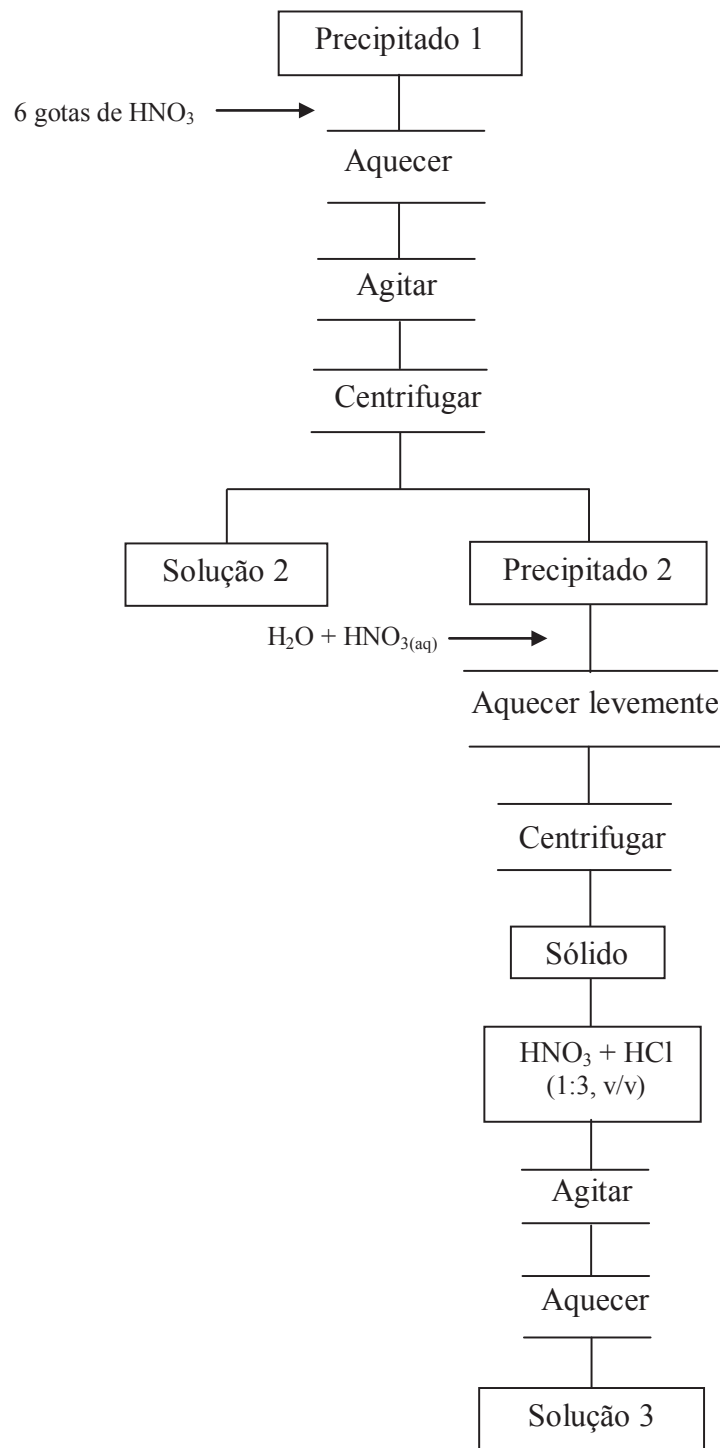 Precipitado 1
6 gotas de HNO₃
Aquecer
Agitar
Centrifugar
Solução 2
Precipitado 2
H₂O + HNO₃₍aq₎
Aquecer levemente
Centrifugar
Sólido
HNO₃ + HCl
(1:3, v/v)
Agitar
Aquecer
Solução 3